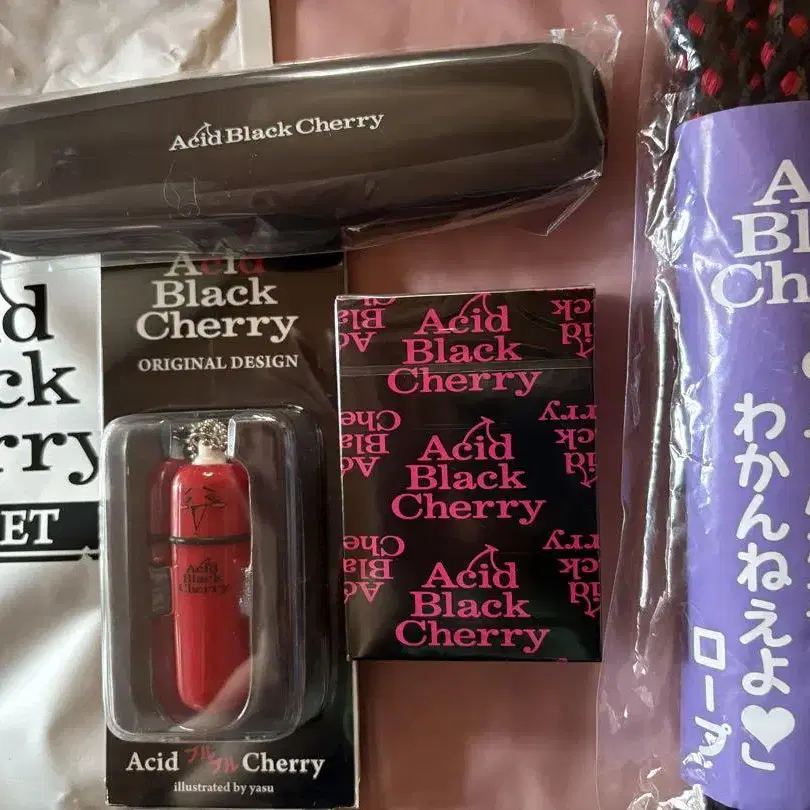 Acid Black Cherry
id
ck
rry
ET
Acid
Black
Cherry
ORIGINAL DESIGN
Acid
Black
Cherry
Acid ブルブル Cherry
illustrated by yasu
Acid
Black
Cherry
Acid
Black
Cherry
Acid
Black
Cherry
A
Bl
Ch
わかんねえよ♥」
ロープ